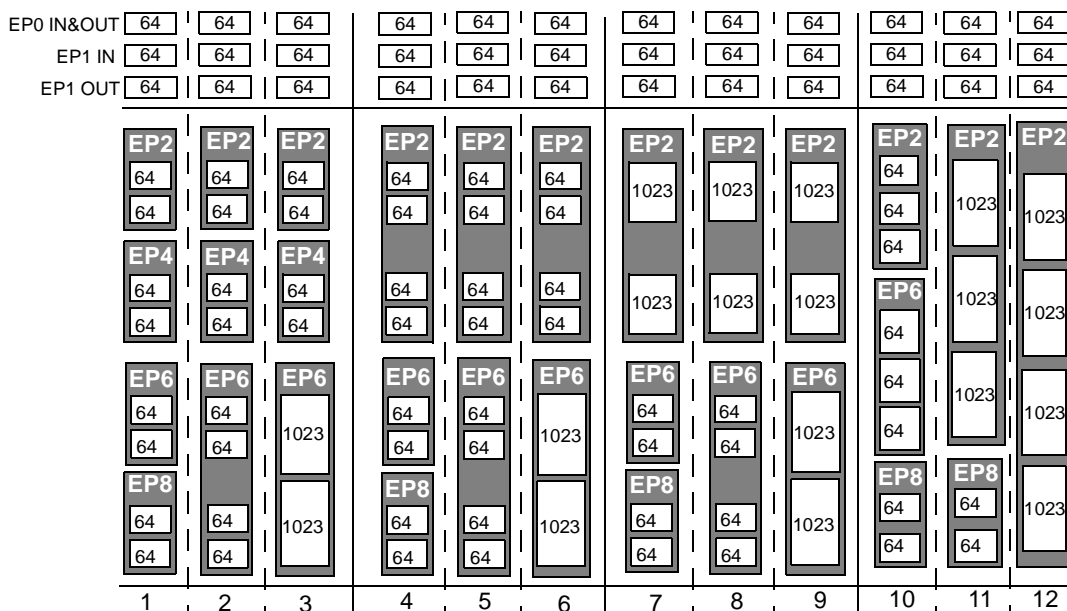 EP0 IN&OUT 64 64 64 64 64 64 64 64 64 64 64 64
EP1 IN 64 64 64 64 64 64 64 64 64 64 64 64
EP1 OUT 64 64 64 64 64 64 64 64 64 64 64 64
EP2 EP2 EP2 EP2 EP2 EP2 EP2 EP2 EP2 EP2 EP2 EP2
64 64 64 64 64 64 1023 1023 1023 64 1023 1023
64 64 64 64 64 64 64
64
EP4 EP4 EP4
64 64 64 64 64 64 1023 1023 1023 EP6 1023 1023
64 64 64 64 64 64 64
EP6 EP6 EP6 EP6 EP6 EP6 EP6 EP6 EP6 64
64 64 1023 64 64 1023 64 64 1023 64 1023 1023
64 64 64 64 64 64
EP8 EP8 EP8 EP8 EP8
64 64 1023 64 64 1023 64 64 1023 64 64 1023
64 64 64 64 64 64 64 64
1 2 3 4 5 6 7 8 9 10 11 12